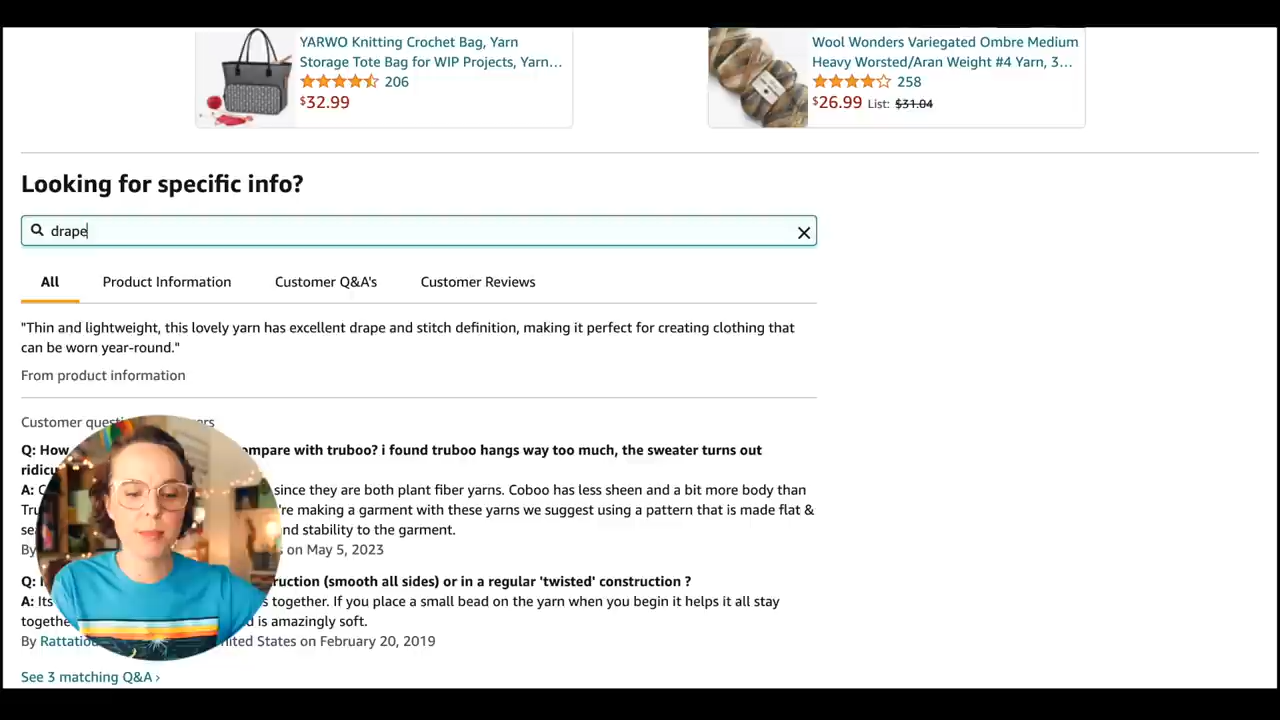 YARWO Knitting Crochet Bag, Yarn
Storage Tote Bag for WIP Projects, Yarn...
206
$32.99
Wool Wonders Variegated Ombre Medium
Heavy Worsted/Aran Weight #4 Yarn, 3...
258
$26.99 List: $31.04
Looking for specific info?
drape
All
Product Information
Customer Q&A's
Customer Reviews
"Thin and lightweight, this lovely yarn has excellent drape and stitch definition, making it perfect for creating clothing that
can be worn year-round."
From product information
Customer
Q: How compare with truboo? i found truboo hangs way too much, the sweater turns out
A: since they are both plant fiber yarns. Coboo has less sheen and a bit more body than
making a garment with these yarns we suggest using a pattern that is made flat &
and stability to the garment.
By on May 5, 2023
Q: (smooth all sides) or in a regular 'twisted' construction ?
A: Its together. If you place a small bead on the yarn when you begin it helps it all stay
is amazingly soft.
By United States on February 20, 2019
See 3 matching Q&A ›